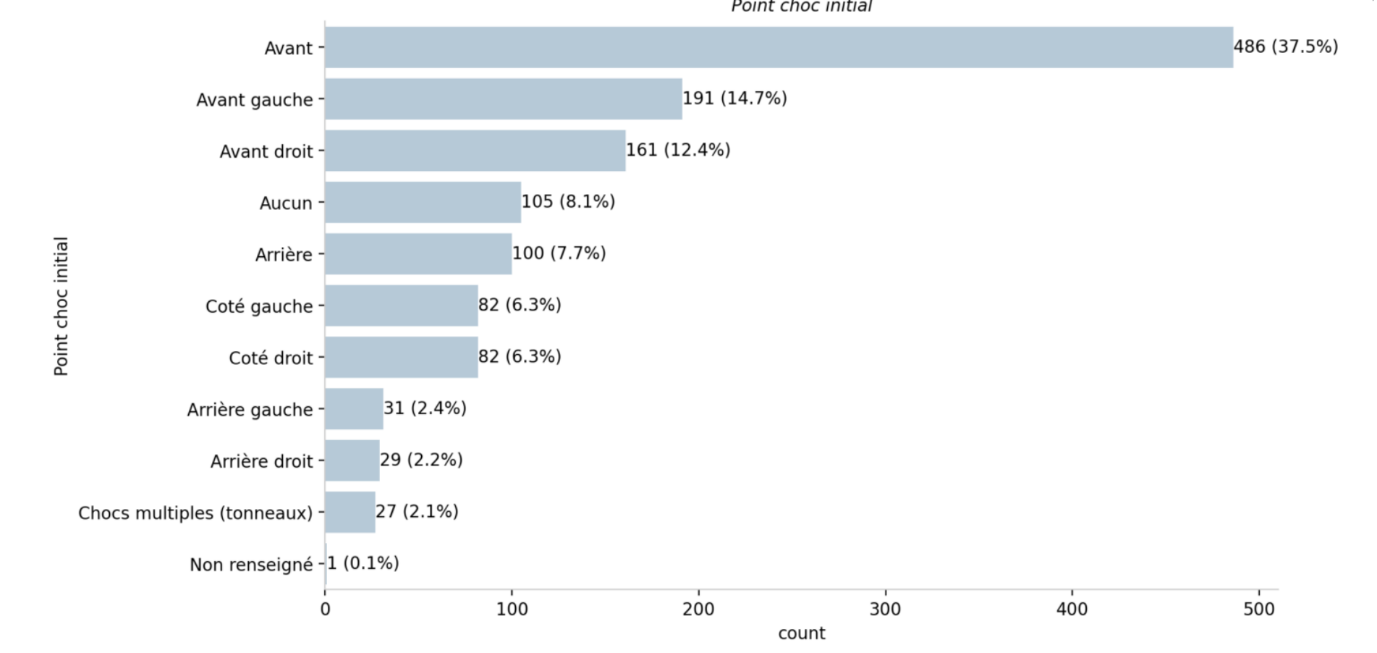 Point choc initial
Avant
486 (37.5%)
Avant gauche
191 (14.7%)
Avant droit
161 (12.4%)
Aucun
105 (8.1%)
Arrière
100 (7.7%)
Coté gauche
82 (6.3%)
Coté droit
82 (6.3%)
Arrière gauche
31 (2.4%)
Arrière droit
29 (2.2%)
Chocs multiples (tonneaux)
27 (2.1%)
Non renseigné
1 (0.1%)
Point choc initial
0 100 200 300 400 500
count